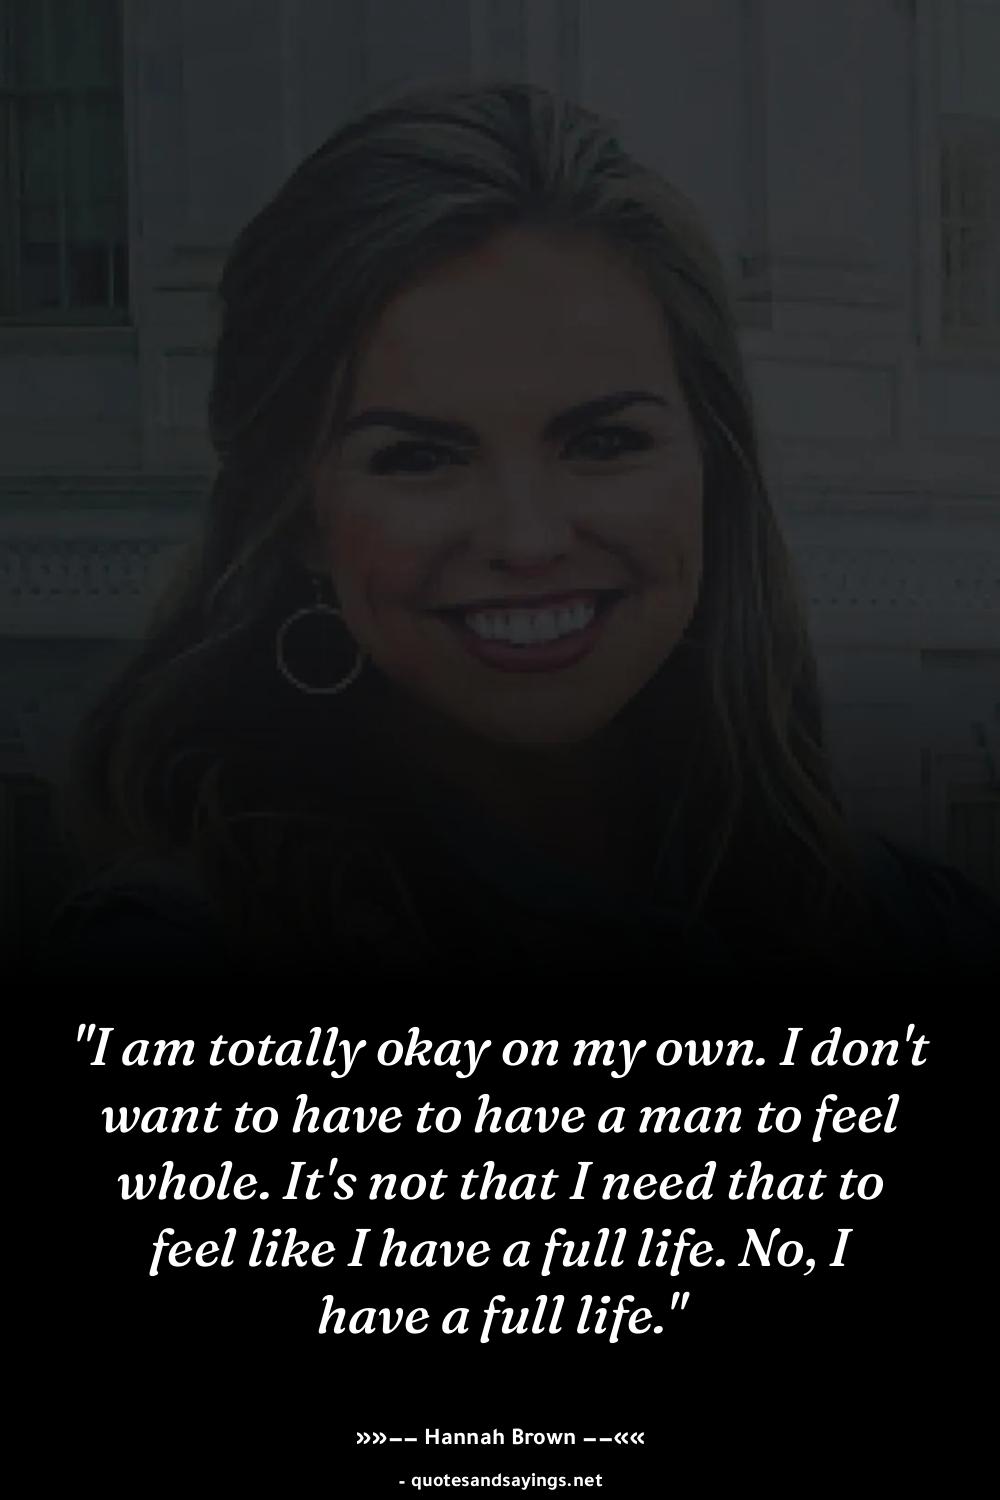 "I am totally okay on my own. I don't
want to have to have a man to feel
whole. It's not that I need that to
feel like I have a full life. No, I
have a full life."
»»−− Hannah Brown −−««
- quotesandsayings.net